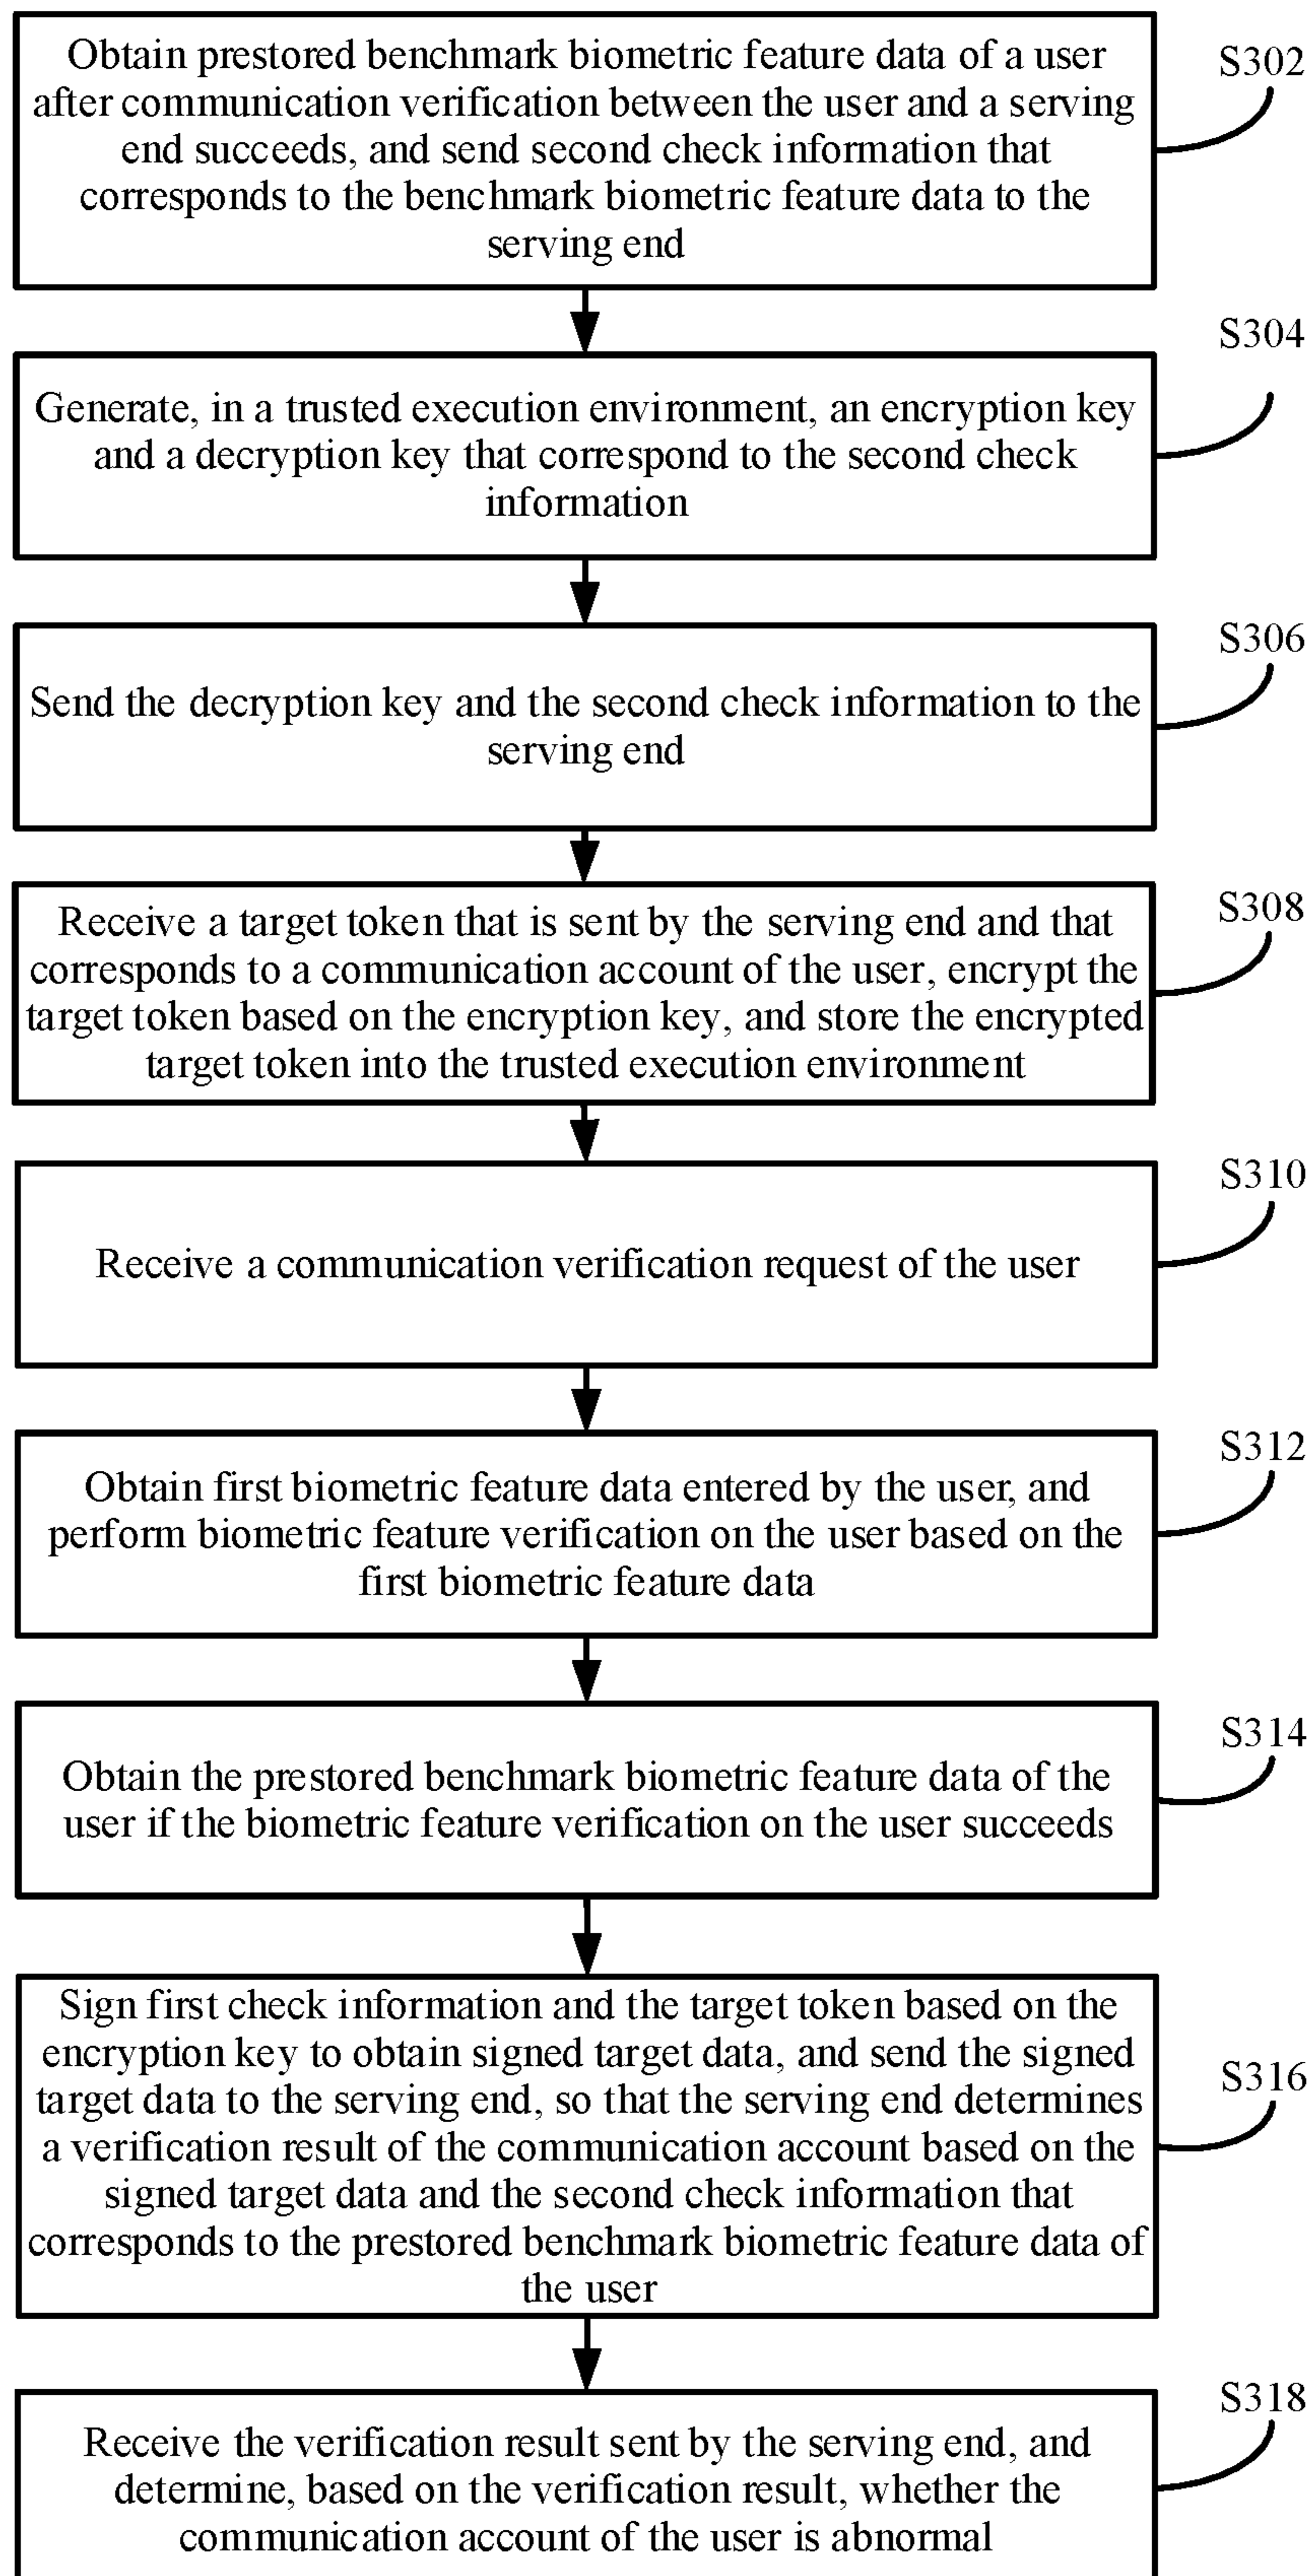 Obtain prestored benchmark biometric feature data of a user
after communication verification between the user and a serving
end succeeds, and send second check information that
corresponds to the benchmark biometric feature data to the
serving end
S302
Generate, in a trusted execution environment, an encryption key
and a decryption key that correspond to the second check
information
S304
Send the decryption key and the second check information to the
serving end
S306
Receive a target token that is sent by the serving end and that
corresponds to a communication account of the user, encrypt the
target token based on the encryption key, and store the encrypted
target token into the trusted execution environment
S308
Receive a communication verification request of the user
S310
Obtain first biometric feature data entered by the user, and
perform biometric feature verification on the user based on the
first biometric feature data
S312
Obtain the prestored benchmark biometric feature data of the
user if the biometric feature verification on the user succeeds
S314
Sign first check information and the target token based on the
encryption key to obtain signed target data, and send the signed
target data to the serving end, so that the serving end determines
a verification result of the communication account based on the
signed target data and the second check information that
corresponds to the prestored benchmark biometric feature data of
the user
S316
Receive the verification result sent by the serving end, and
determine, based on the verification result, whether the
communication account of the user is abnormal
S318